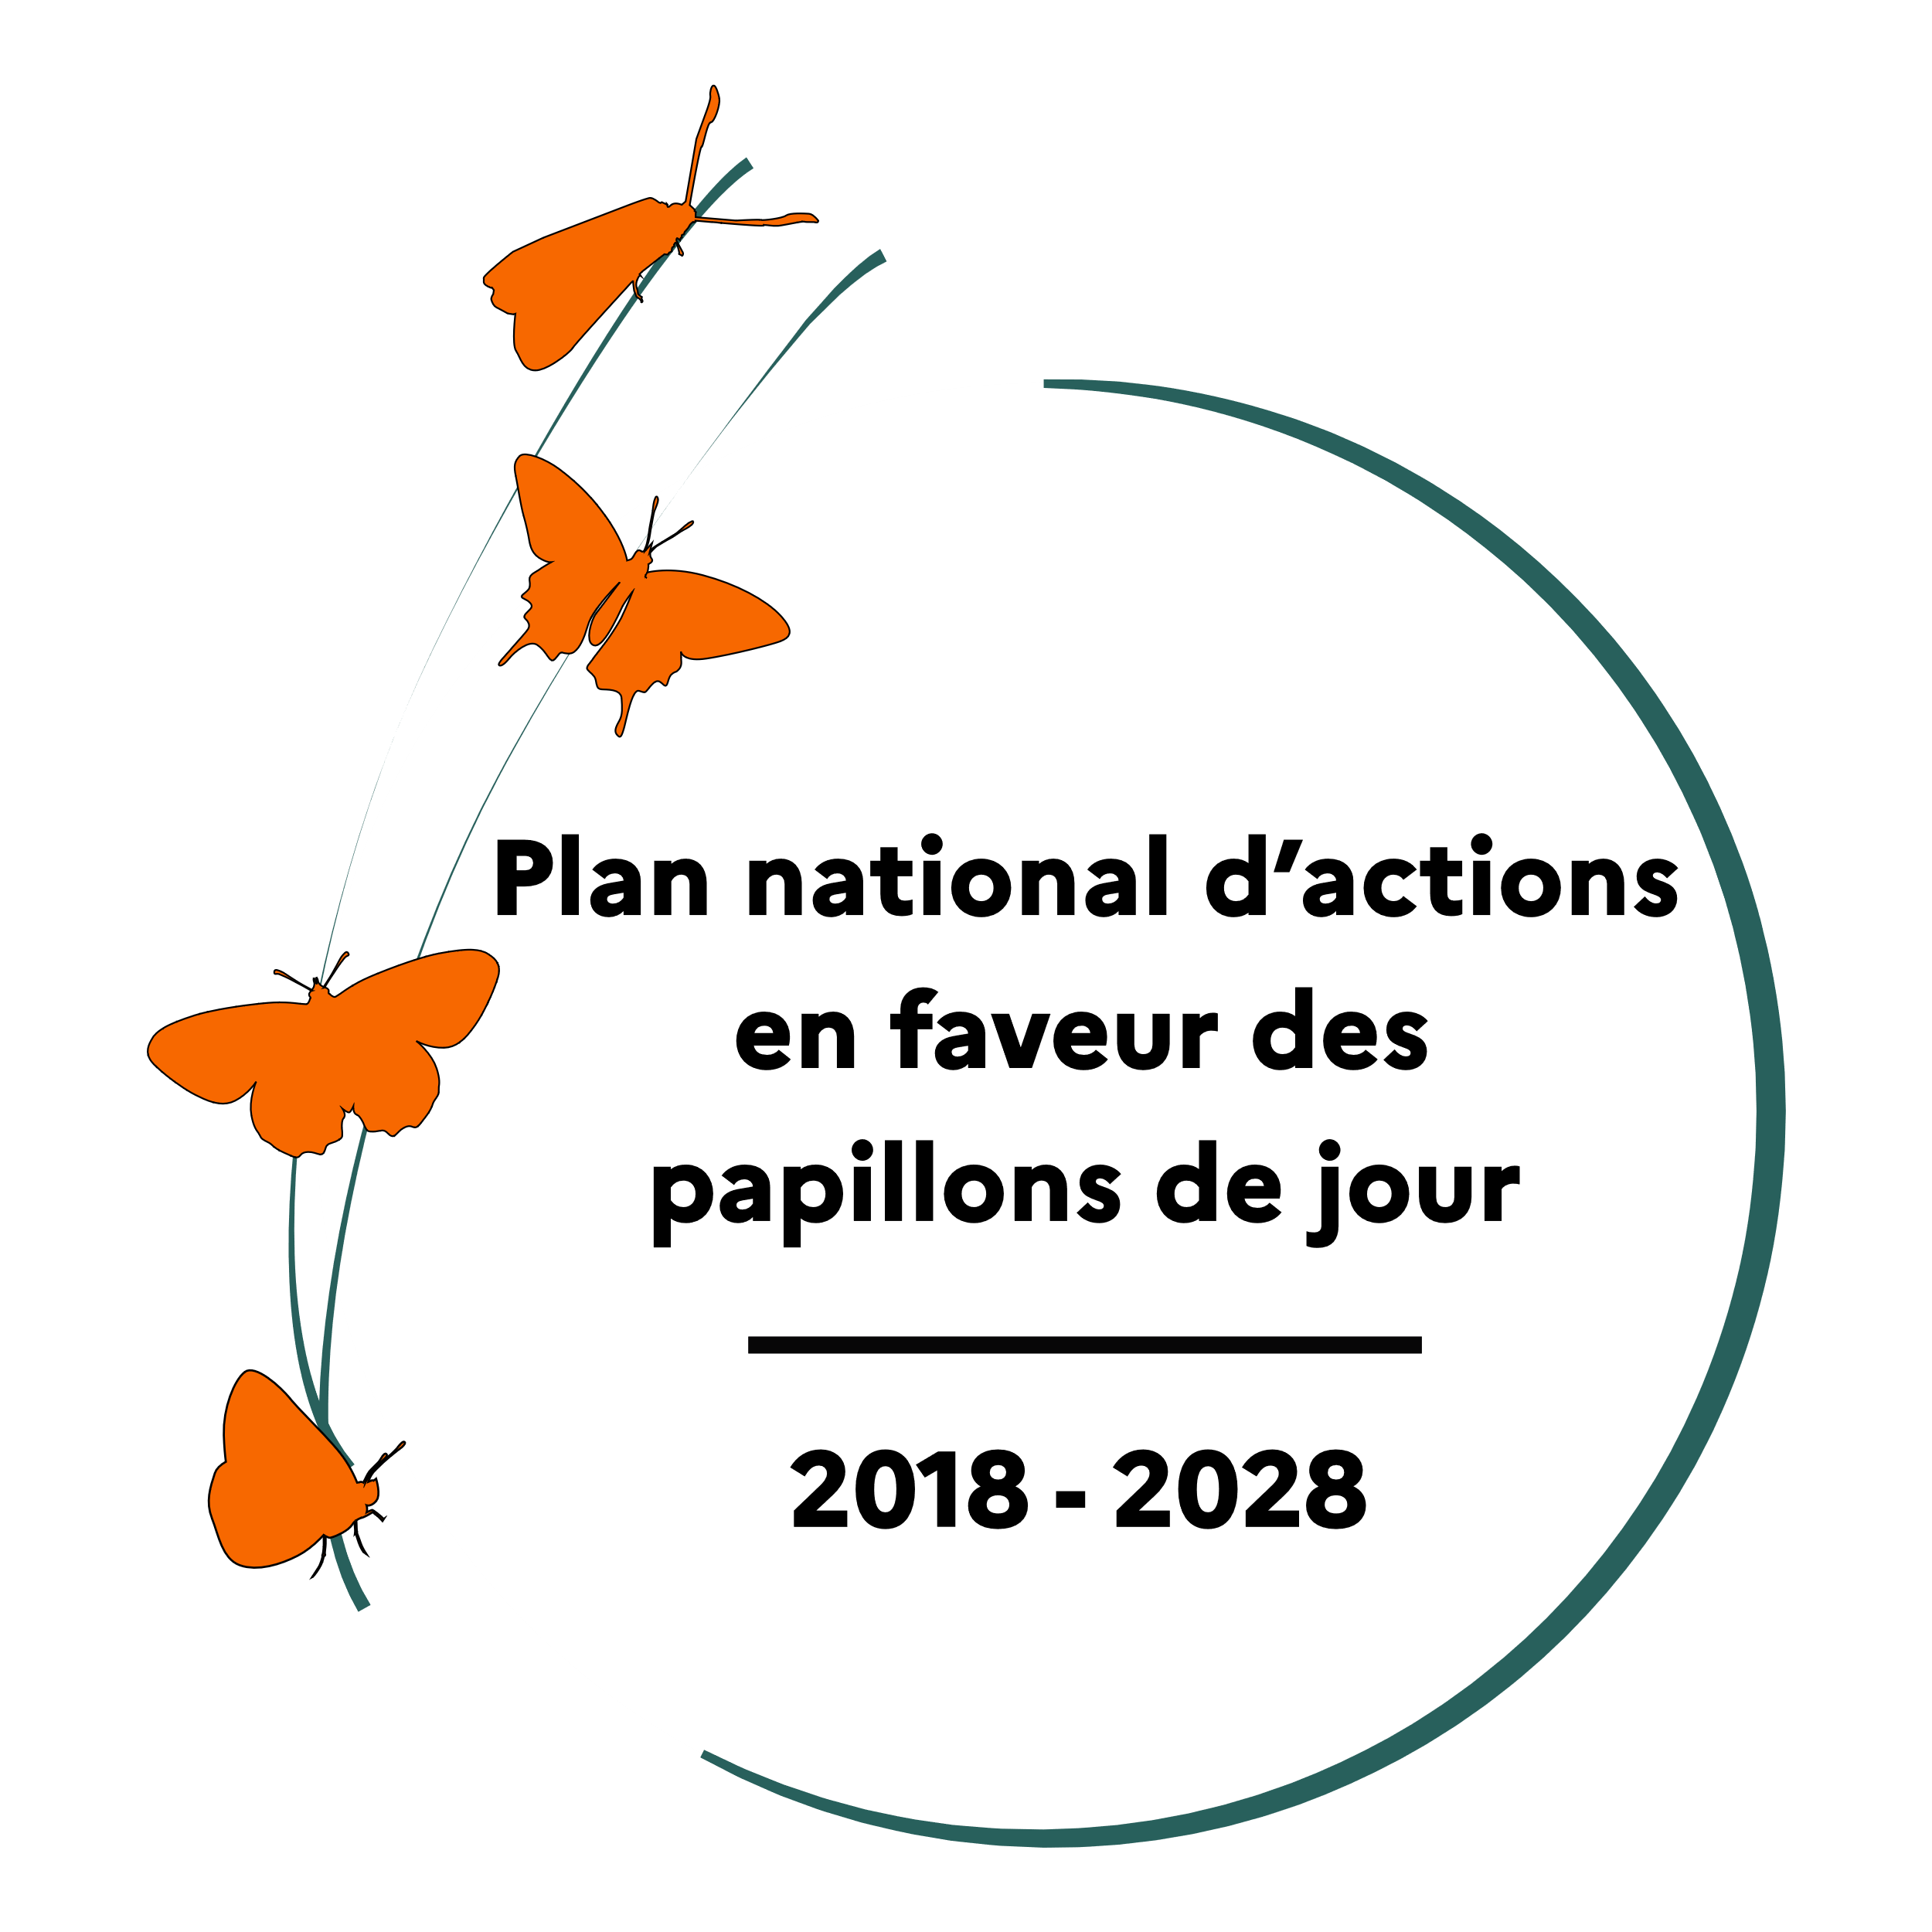 Plan national d'actions
en faveur des
papillons de jour
2018 - 2028